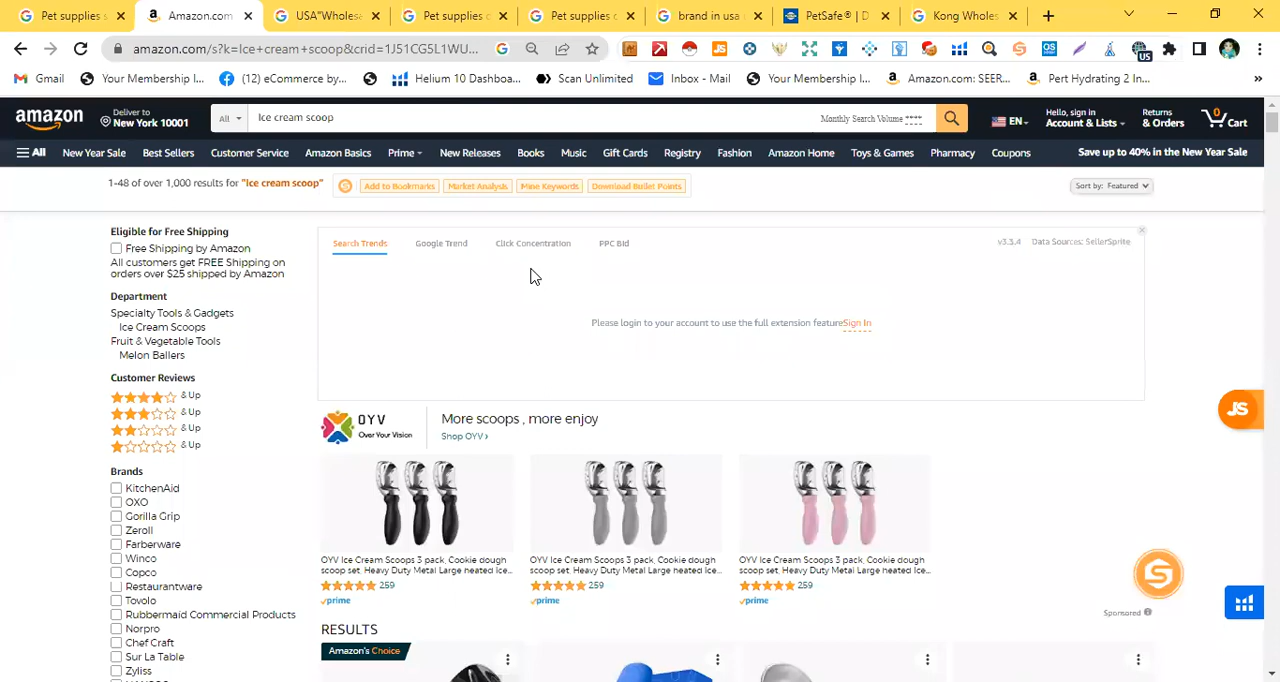 Pet supplies s
Amazon.com
USA"Wholes
Pet supplies c
Pet supplies c
brand in usa
PetSafe® | D
Kong Wholes
amazon.com/s?k=Ice+cream+scoop&crid=1J51CG5L1WU...
Gmail
Your Membership I...
(12) eCommerce by...
Helium 10 Dashboa...
Scan Unlimited
Inbox - Mail
Your Membership I...
Amazon.com: SEER...
Pert Hydrating 2 In...
amazon
Deliver to
New York 10001
All
Ice cream scoop
Monthly Search Volume ****
EN
Hello, sign in
Account & Lists
Returns
& Orders
0
Cart
All
New Year Sale
Best Sellers
Customer Service
Amazon Basics
Prime
New Releases
Books
Music
Gift Cards
Registry
Fashion
Amazon Home
Toys & Games
Pharmacy
Coupons
Save up to 40% in the New Year Sale
1-48 of over 1,000 results for "Ice cream scoop"
Add to Bookmarks
Market Analysis
Mine Keywords
Download Bullet Points
Sort by: Featured
Eligible for Free Shipping
Free Shipping by Amazon
All customers get FREE Shipping on
orders over $25 shipped by Amazon
Department
Specialty Tools & Gadgets
Ice Cream Scoops
Fruit & Vegetable Tools
Melon Ballers
Customer Reviews
& Up
& Up
& Up
& Up
Brands
KitchenAid
OXO
Gorilla Grip
Zeroll
Farberware
Winco
Copco
Restaurantware
Tovolo
Rubbermaid Commercial Products
Norpro
Chef Craft
Sur La Table
Zyliss
Search Trends
Google Trend
Click Concentration
PPC Bid
v3.3.4
Data Sources: SellerSprite
Please login to your account to use the full extension featureSign In
OYV
Over Your Vision
More scoops , more enjoy
Shop OYV›
OYV Ice Cream Scoops 3 pack, Cookie dough
scoop set, Heavy Duty Metal Large heated Ice...
259
prime
OYV Ice Cream Scoops 3 pack, Cookie dough
scoop set, Heavy Duty Metal Large heated Ice...
259
prime
OYV Ice Cream Scoops 3 pack, Cookie dough
scoop set, Heavy Duty Metal Large heated Ice...
259
prime
Sponsored
RESULTS
Amazon's Choice
JS
S